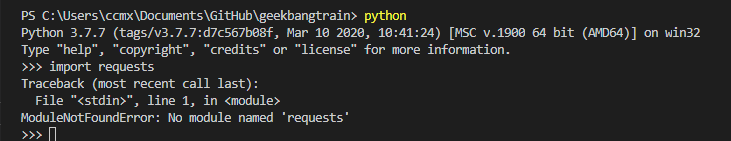 PS C:\Users\ccmx\Documents\GitHub\geekbangtrain> python
Python 3.7.7 (tags/v3.7.7:d7c567b08f, Mar 10 2020, 10:41:24) [MSC v.1900 64 bit (AMD64)] on win32
Type "help", "copyright", "credits" or "license" for more information.
>>> import requests
Traceback (most recent call last):
  File "<stdin>", line 1, in <module>
ModuleNotFoundError: No module named 'requests'
>>>